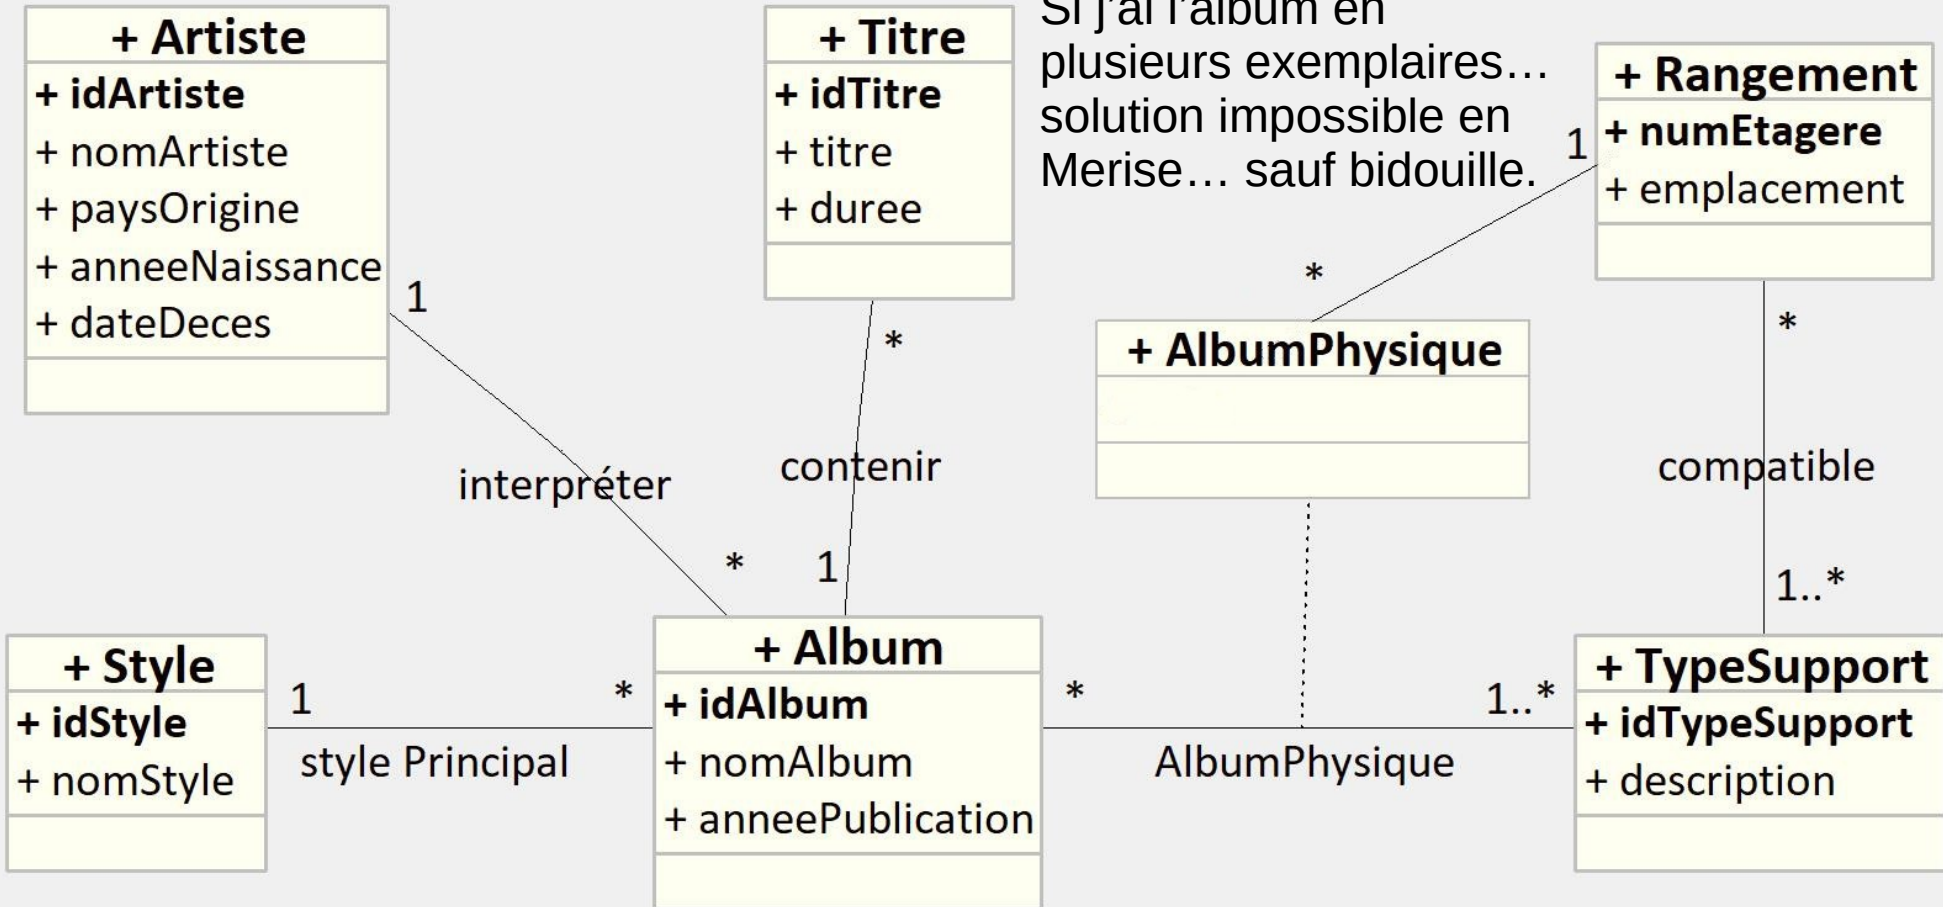 + Artiste
+ idArtiste
+ nomArtiste
+ paysOrigine
+ anneeNaissance
+ dateDeces
+ Titre
+ idTitre
+ titre
+ duree
Si j'ai l'album en
plusieurs exemplaires…
solution impossible en
Merise… sauf bidouille.
+ Rangement
+ numEtagere
+ emplacement
1
*
+ AlbumPhysique
1
*
*
interpréter
contenir
compatible
*
1
1..*
+ Style
+ idStyle
+ nomStyle
1
*
style Principal
+ Album
+ idAlbum
+ nomAlbum
+ anneePublication
*
1..*
AlbumPhysique
+ TypeSupport
+ idTypeSupport
+ description